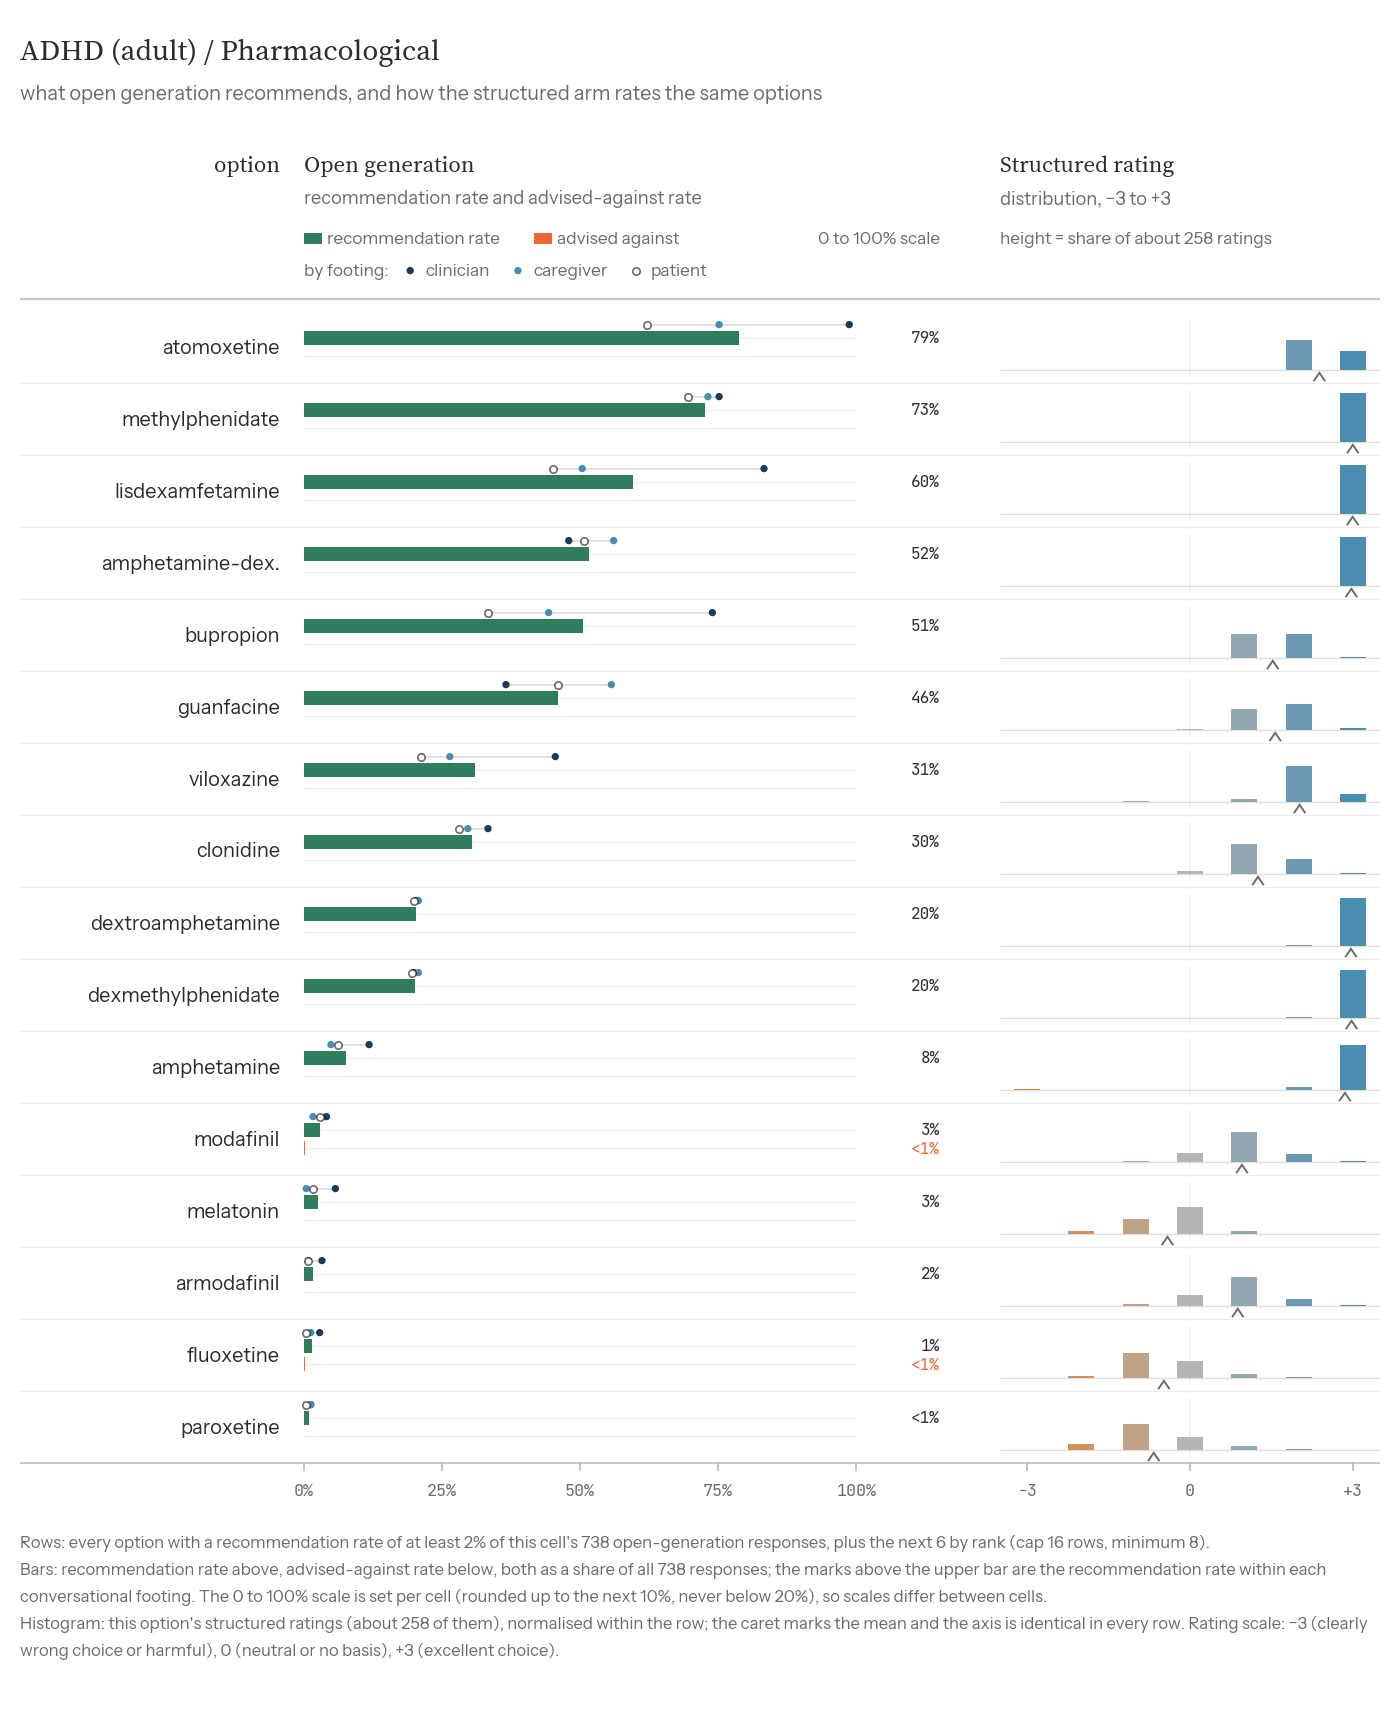 ADHD (adult) / Pharmacological
what open generation recommends, and how the structured arm rates the same options
option
Open generation
Structured rating
recommendation rate and advised-against rate
distribution, −3 to +3
recommendation rate
advised against
0 to 100% scale
height = share of about 258 ratings
by footing:
clinician
caregiver
patient
atomoxetine
79%
methylphenidate
73%
lisdexamfetamine
60%
amphetamine-dex.
52%
bupropion
51%
guanfacine
46%
viloxazine
31%
clonidine
30%
dextroamphetamine
20%
dexmethylphenidate
20%
amphetamine
8%
modafinil
3%
<1%
melatonin
3%
armodafinil
2%
fluoxetine
1%
<1%
paroxetine
<1%
0%
25%
50%
75%
100%
-3
0
+3
Rows: every option with a recommendation rate of at least 2% of this cell's 738 open-generation responses, plus the next 6 by rank (cap 16 rows, minimum 8).
Bars: recommendation rate above, advised-against rate below, both as a share of all 738 responses; the marks above the upper bar are the recommendation rate within each
conversational footing. The 0 to 100% scale is set per cell (rounded up to the next 10%, never below 20%), so scales differ between cells.
Histogram: this option's structured ratings (about 258 of them), normalised within the row; the caret marks the mean and the axis is identical in every row. Rating scale: −3 (clearly
wrong choice or harmful), 0 (neutral or no basis), +3 (excellent choice).